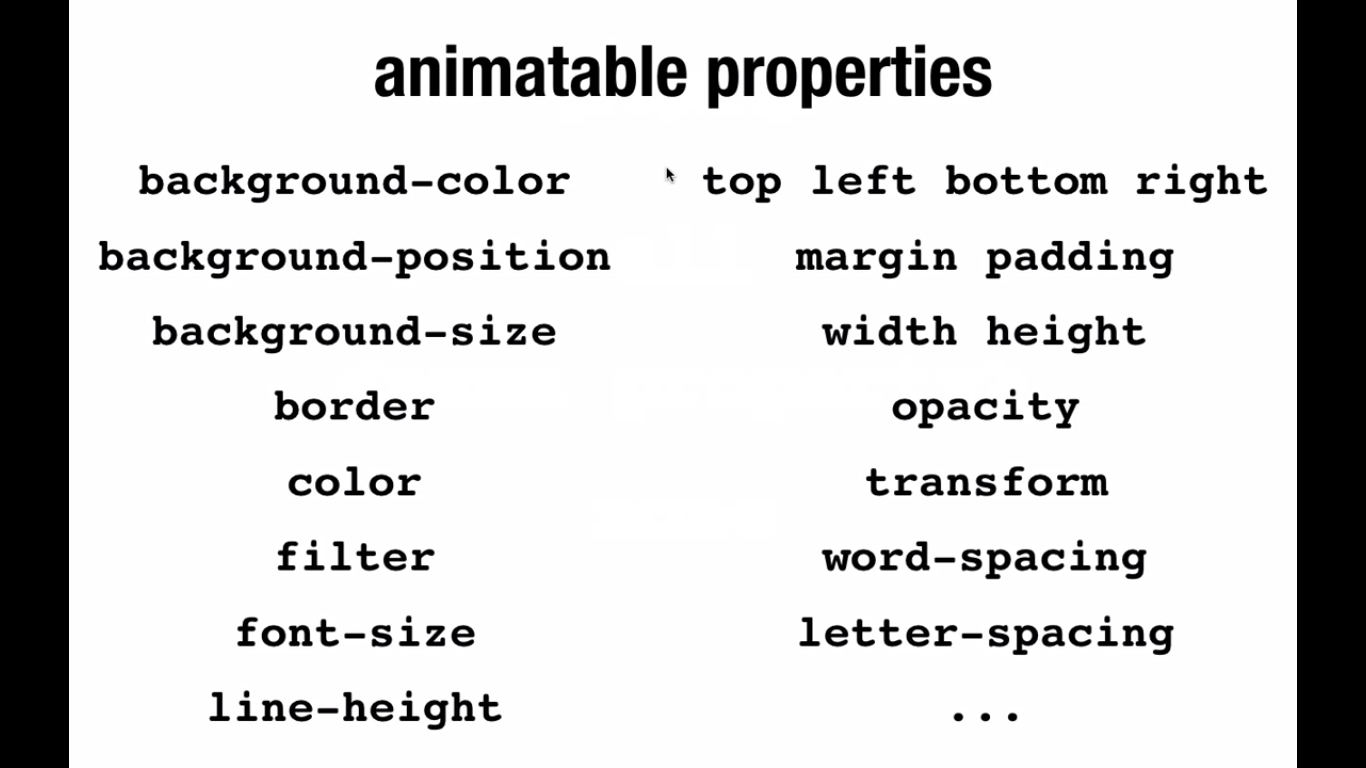 animatable properties
background-color
background-position
background-size
border
color
filter
font-size
line-height
top left bottom right
margin padding
width height
opacity
transform
word-spacing
letter-spacing
...